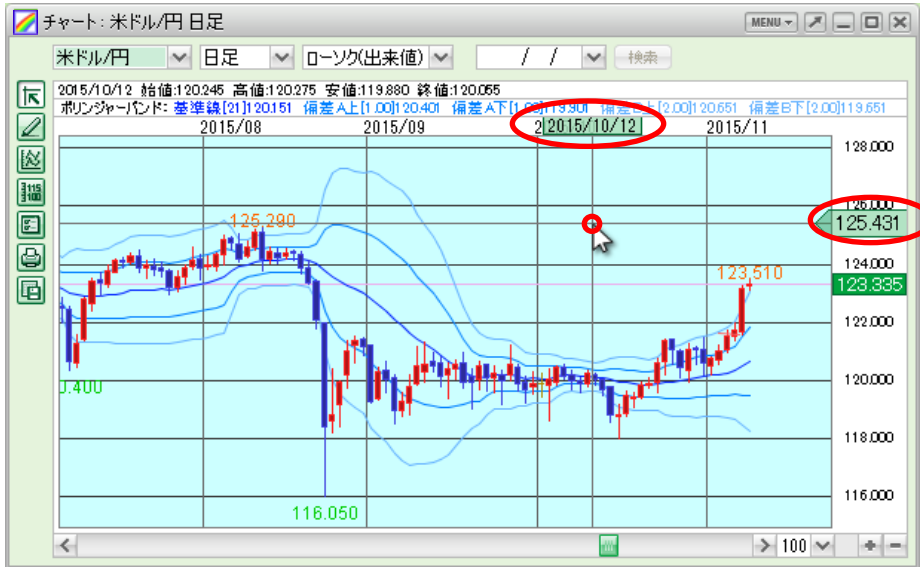 チャート：米ドル/円 日足
MENU
米ドル/円 日足 ローソク(出来値) / / 検索
2015/10/12 始値:120.245 高値:120.275 安値:119.880 終値:120.055
ボリンジャーバンド: 基準線[21]120.151 偏差A上[1.00]120.401 偏差A下[1.00]119.901 偏差B上[2.00]120.651 偏差B下[2.00]119.651
2015/08 2015/09 2 2015/10/12 2015/11
128.000
126.000
125.290
125.431
124.000
123.510
123.335
122.000
120.000
0.400
118.000
116.000
116.050
115
100
100